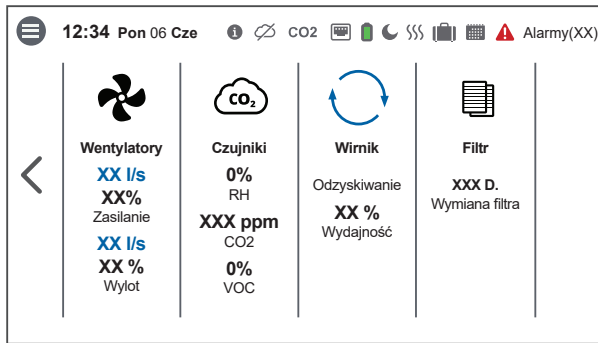 12:34 Pon 06 Cze CO2 Alarmy(XX)
Wentylatory
XX l/s
XX%
Zasilanie
XX l/s
XX %
Wylot
CO2
Czujniki
0%
RH
XXX ppm
CO2
0%
VOC
Wirnik
Odzyskiwanie
XX %
Wydajność
Filtr
XXX D.
Wymiana filtra